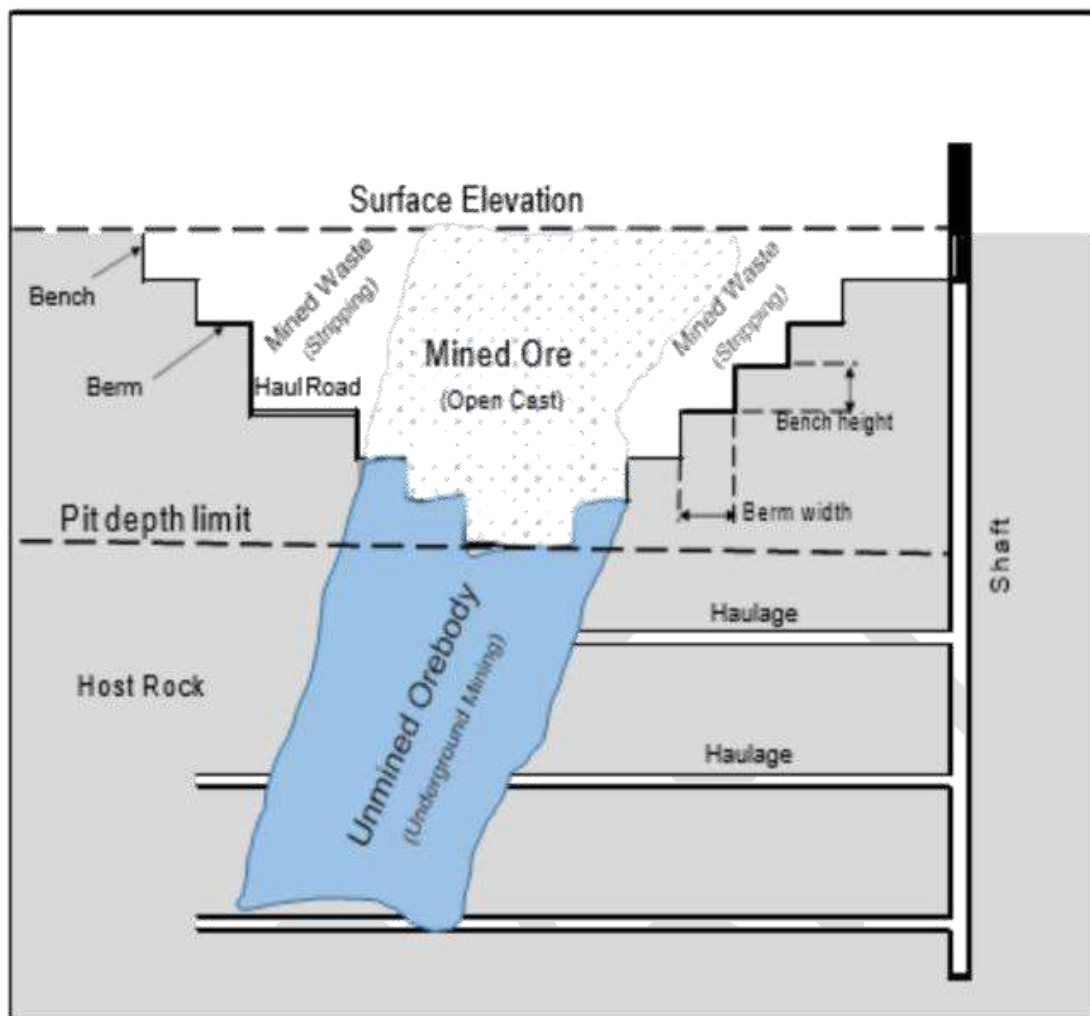 Surface Elevation
Bench
Mined Waste
(Stripping)
Mined Waste
(Stripping)
Mined Ore
(Open Cast)
Berm
Haul Road
Bench height
Pit depth limit
Berm width
Shaft
Haulage
Host Rock
Unmined Orebody
(Underground Mining)
Haulage